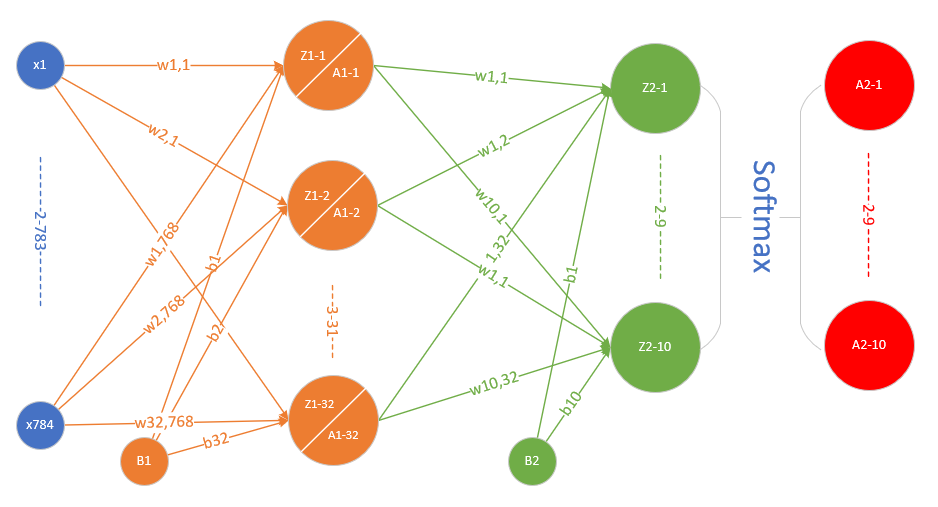 x1
2-783
x784
B1
w1,1
w2,1
w1,768
w2,768
b1
b2
w32,768
b32
Z1-1
A1-1
Z1-2
A1-2
3-31
Z1-32
A1-32
w1,1
w1,2
w10,1
1,32
w1,1
w10,32
b1
b10
B2
Z2-1
2-9
Z2-10
Softmax
A2-1
2-9
A2-10